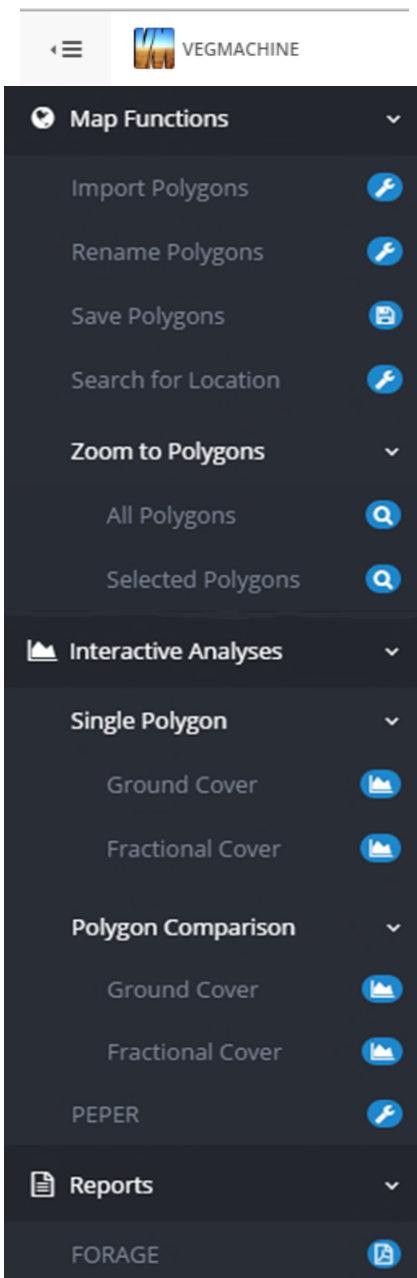 VEGMACHINE
Map Functions
Import Polygons
Rename Polygons
Save Polygons
Search for Location
Zoom to Polygons
All Polygons
Selected Polygons
Interactive Analyses
Single Polygon
Ground Cover
Fractional Cover
Polygon Comparison
Ground Cover
Fractional Cover
PEPER
Reports
FORAGE